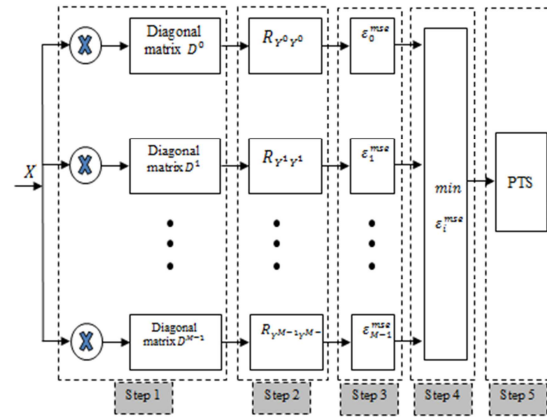 X
Diagonal
matrix D⁰
R_{Y⁰Y⁰}
ε₀^{mse}
Diagonal
matrix D¹
R_{Y¹Y¹}
ε₁^{mse}
min
ε_i^{mse}
PTS
Diagonal
matrix D^{M-1}
R_{Y^{M-1}Y^{M-}}
ε_{M-1}^{mse}
Step 1
Step 2
Step 3
Step 4
Step 5